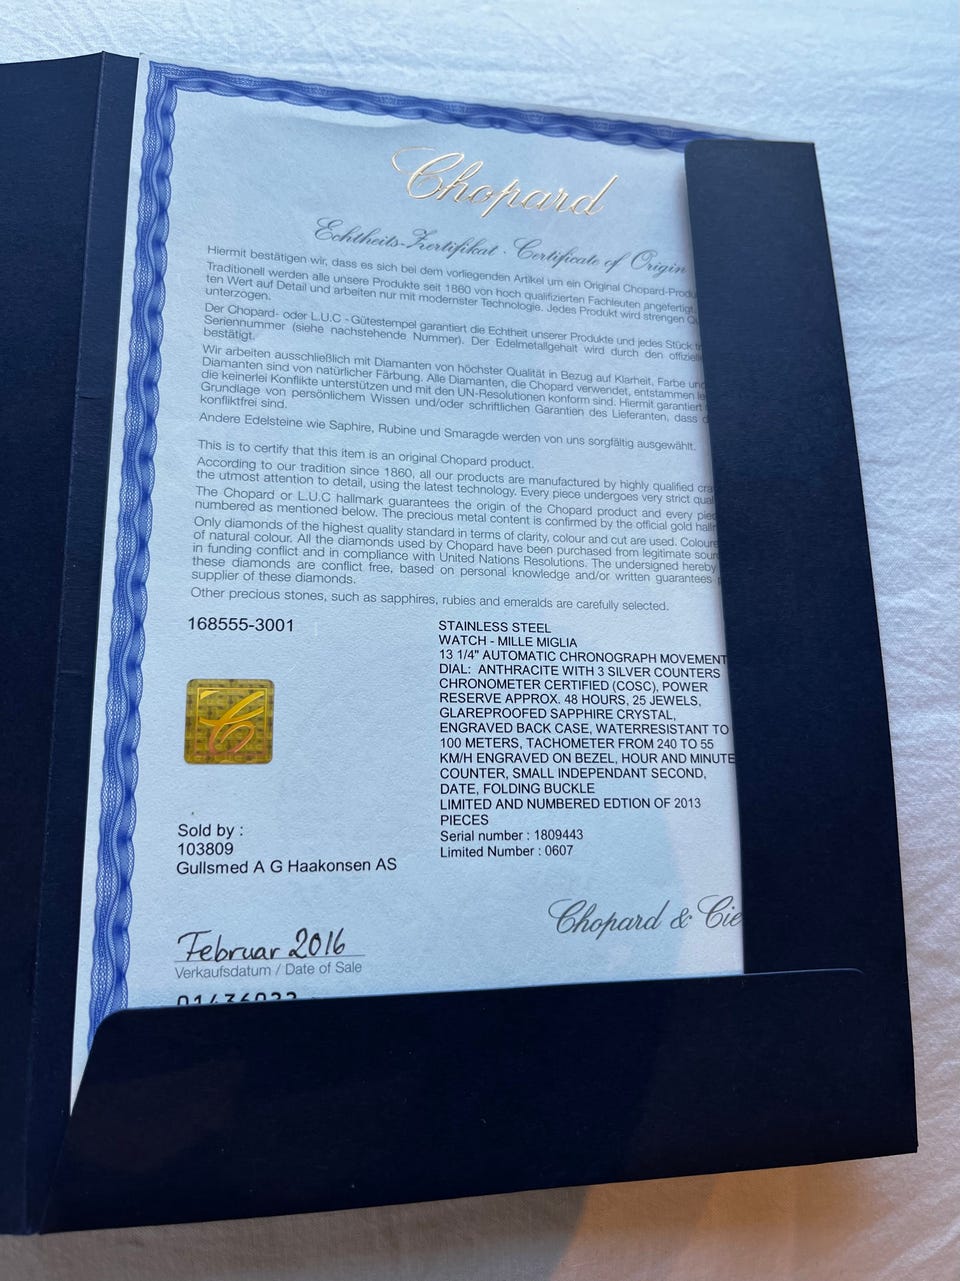 Chopard
Echtheits-Zertifikat · Certificate of Origin
Hiermit bestätigen wir, dass es sich bei dem vorliegenden Artikel um ein Original Chopard-Produ
Traditionell werden alle unsere Produkte seit 1860 von hoch qualifizierten Fachleuten angefertigt,
ten Wert auf Detail und arbeiten nur mit modernster Technologie. Jedes Produkt wird strengen Qu
unterzogen.
Der Chopard- oder L.U.C - Gütestempel garantiert die Echtheit unserer Produkte und jedes Stück
Seriennummer (siehe nachstehende Nummer). Der Edelmetallgehalt wird durch den offizielle
bestätigt.
Wir arbeiten ausschließlich mit Diamanten von höchster Qualität in Bezug auf Klarheit, Farbe und
Diamanten sind von natürlicher Färbung. Alle Diamanten, die Chopard verwendet, entstammen le
die keinerlei Konflikte unterstützen und mit den UN-Resolutionen konform sind. Hiermit garantiert
Grundlage von persönlichem Wissen und/oder schriftlichen Garantien des Lieferanten, dass d
konfliktfrei sind.
Andere Edelsteine wie Saphire, Rubine und Smaragde werden von uns sorgfältig ausgewählt.
This is to certify that this item is an original Chopard product.
According to our tradition since 1860, all our products are manufactured by highly qualified cra
the utmost attention to detail, using the latest technology. Every piece undergoes very strict qual
The Chopard or L.U.C hallmark guarantees the origin of the Chopard product and every pie
numbered as mentioned below. The precious metal content is confirmed by the official gold hallm
Only diamonds of the highest quality standard in terms of clarity, colour and cut are used. Coloure
of natural colour. All the diamonds used by Chopard have been purchased from legitimate sour
in funding conflict and in compliance with United Nations Resolutions. The undersigned hereby
these diamonds are conflict free, based on personal knowledge and/or written guarantees
supplier of these diamonds.
Other precious stones, such as sapphires, rubies and emeralds are carefully selected.
168555-3001
STAINLESS STEEL
WATCH - MILLE MIGLIA
13 1/4" AUTOMATIC CHRONOGRAPH MOVEMENT
DIAL: ANTHRACITE WITH 3 SILVER COUNTERS
CHRONOMETER CERTIFIED (COSC), POWER
RESERVE APPROX. 48 HOURS, 25 JEWELS,
GLAREPROOFED SAPPHIRE CRYSTAL,
ENGRAVED BACK CASE, WATERRESISTANT TO
100 METERS, TACHOMETER FROM 240 TO 55
KM/H ENGRAVED ON BEZEL, HOUR AND MINUTE
COUNTER, SMALL INDEPENDANT SECOND,
DATE, FOLDING BUCKLE
LIMITED AND NUMBERED EDTION OF 2013
PIECES
Serial number : 1809443
Limited Number : 0607
Sold by :
103809
Gullsmed A G Haakonsen AS
Chopard & Cie
Februar 2016
Verkaufsdatum / Date of Sale